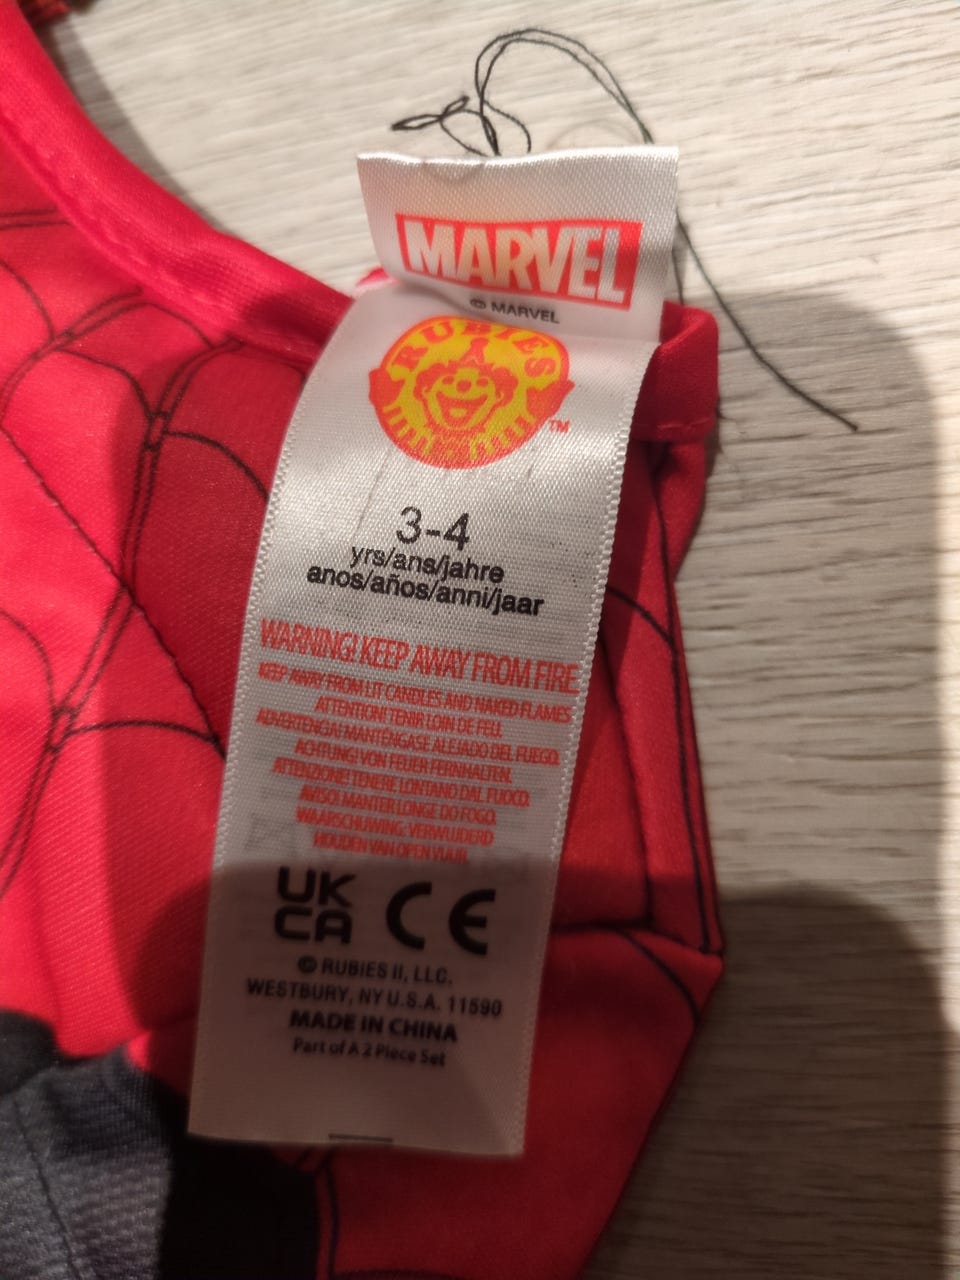 MARVEL
© MARVEL
RUBIES
TM
3-4
yrs/ans/jahre
anos/años/anni/jaar
WARNING! KEEP AWAY FROM FIRE
KEEP AWAY FROM LIT CANDLES AND NAKED FLAMES
ATTENTION! TENIR LOIN DE FEU.
ADVERTENGA! MANTÉNGASE ALEJADO DEL FUEGO.
ACHTUNG! VON FEUER FERNHALTEN.
ATTENZIONE! TENERE LONTANO DAL FUOCO.
AVISO! MANTER LONGE DO FOGO.
WAARSCHUWING: VERWIJDERD
HOUDEN VAN OPEN VUUR.
UK
CA CE
© RUBIES II, LLC.
WESTBURY, NY U.S.A. 11590
MADE IN CHINA
Part of A 2 Piece Set